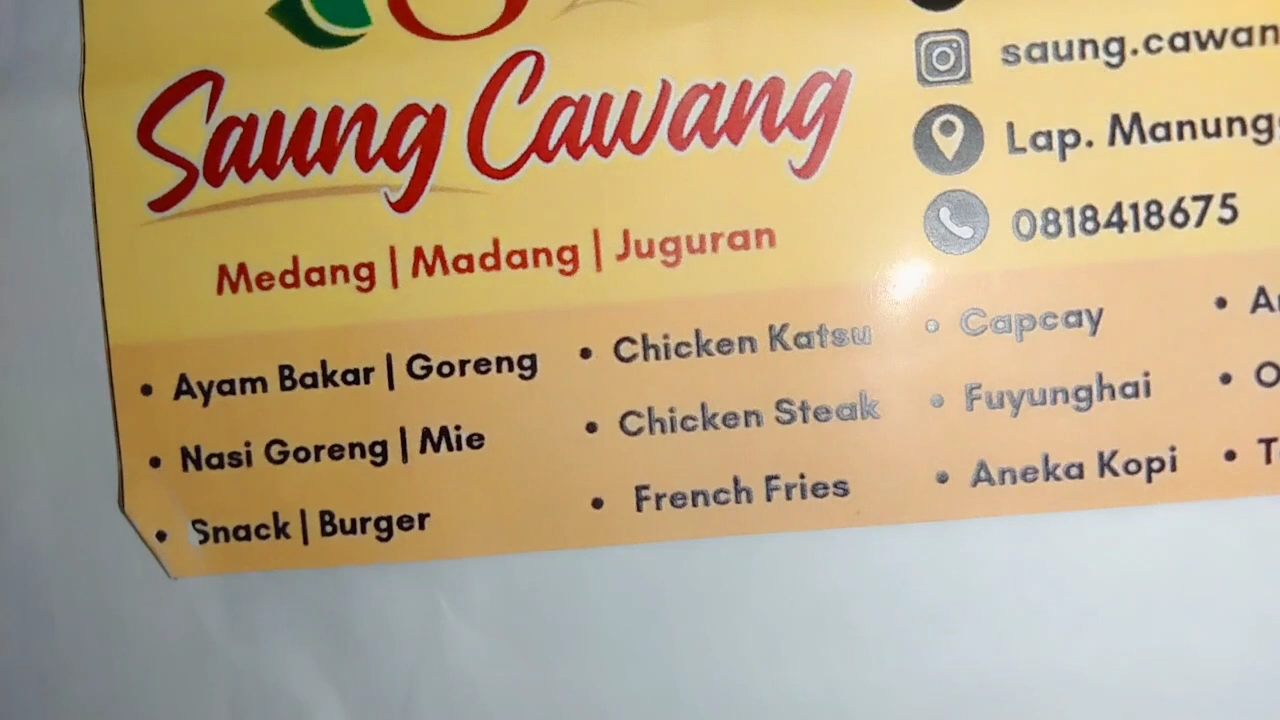 Saung Cawang
Medang | Madang | Juguran
saung.cawan
Lap. Manung
0818418675
• Ayam Bakar | Goreng
• Nasi Goreng | Mie
• Snack | Burger
• Chicken Katsu
• Chicken Steak
• French Fries
• Capcay
• Fuyunghai
• Aneka Kopi